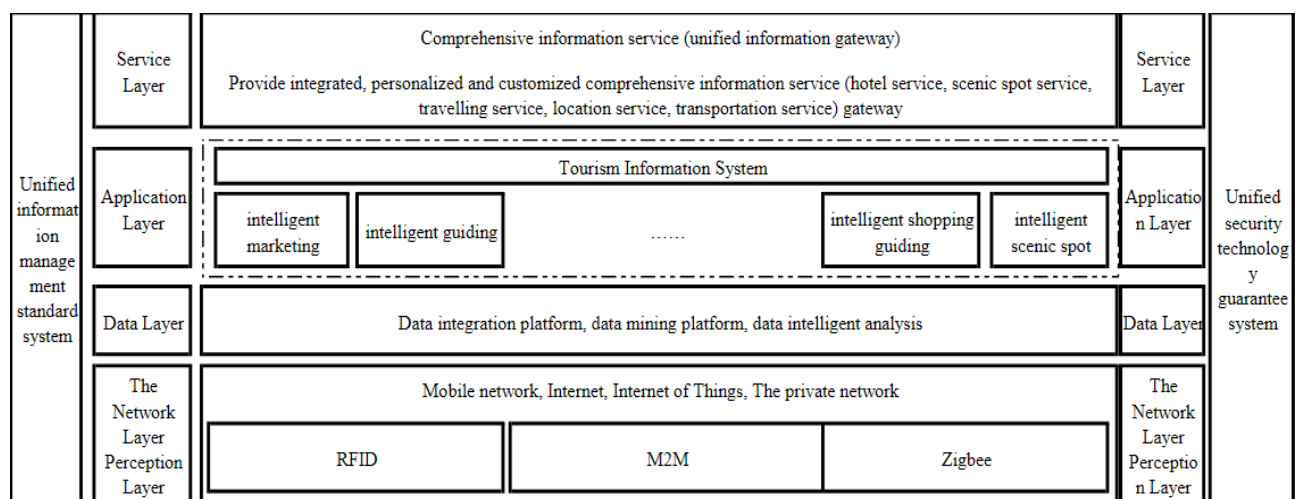 Unified
informat
ion
manage
ment
standard
system
Service
Layer
Comprehensive information service (unified information gateway)
Provide integrated, personalized and customized comprehensive information service (hotel service, scenic spot service,
travelling service, location service, transportation service) gateway
Service
Layer
Application
Layer
Tourism Information System
intelligent
marketing
intelligent guiding
......
intelligent shopping
guiding
intelligent
scenic spot
Applicatio
n Layer
Data Layer
Data integration platform, data mining platform, data intelligent analysis
Data Layer
The
Network
Layer
Perception
Layer
Mobile network, Internet, Internet of Things, The private network
RFID
M2M
Zigbee
The
Network
Layer
Perceptio
n Layer
Unified
security
technolog
y
guarantee
system